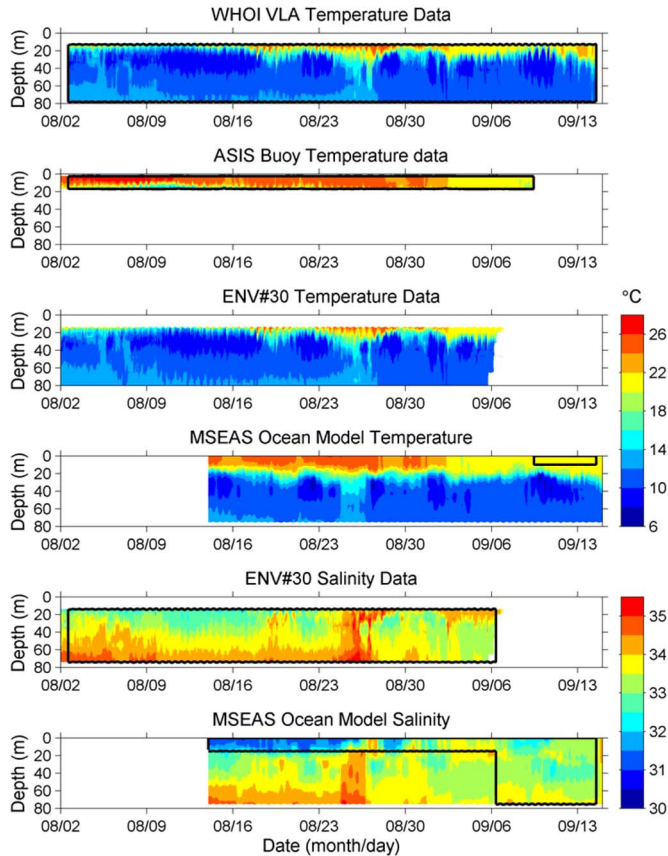 WHOI VLA Temperature Data
Depth (m)
0
20
40
60
80
08/02 08/09 08/16 08/23 08/30 09/06 09/13
ASIS Buoy Temperature data
Depth (m)
0
20
40
60
80
08/02 08/09 08/16 08/23 08/30 09/06 09/13
ENV#30 Temperature Data
Depth (m)
0
20
40
60
80
08/02 08/09 08/16 08/23 08/30 09/06 09/13
°C
26
22
18
14
10
6
MSEAS Ocean Model Temperature
Depth (m)
0
20
40
60
80
08/02 08/09 08/16 08/23 08/30 09/06 09/13
ENV#30 Salinity Data
Depth (m)
0
20
40
60
80
08/02 08/09 08/16 08/23 08/30 09/06 09/13
35
34
33
32
31
30
MSEAS Ocean Model Salinity
Depth (m)
0
20
40
60
80
08/02 08/09 08/16 08/23 08/30 09/06 09/13
Date (month/day)